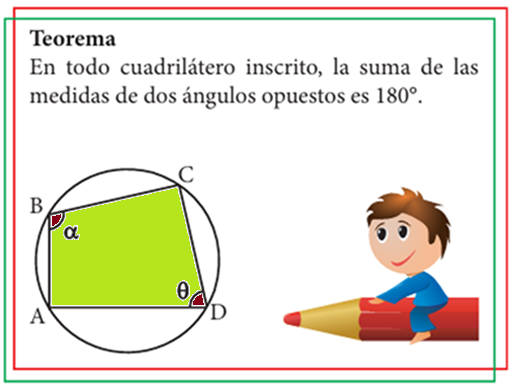 Teorema
En todo cuadrilátero inscrito, la suma de las
medidas de dos ángulos opuestos es 180°.
C
B
α
θ
A
D